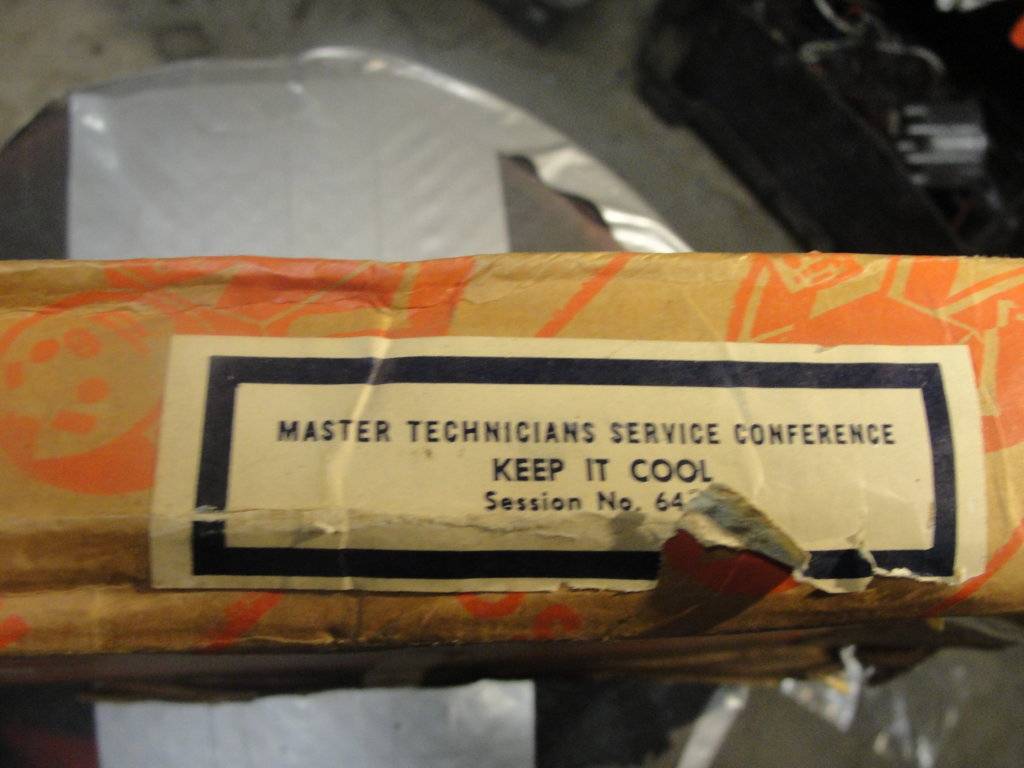 MASTER TECHNICIANS SERVICE CONFERENCE
KEEP IT COOL
Session No. 64